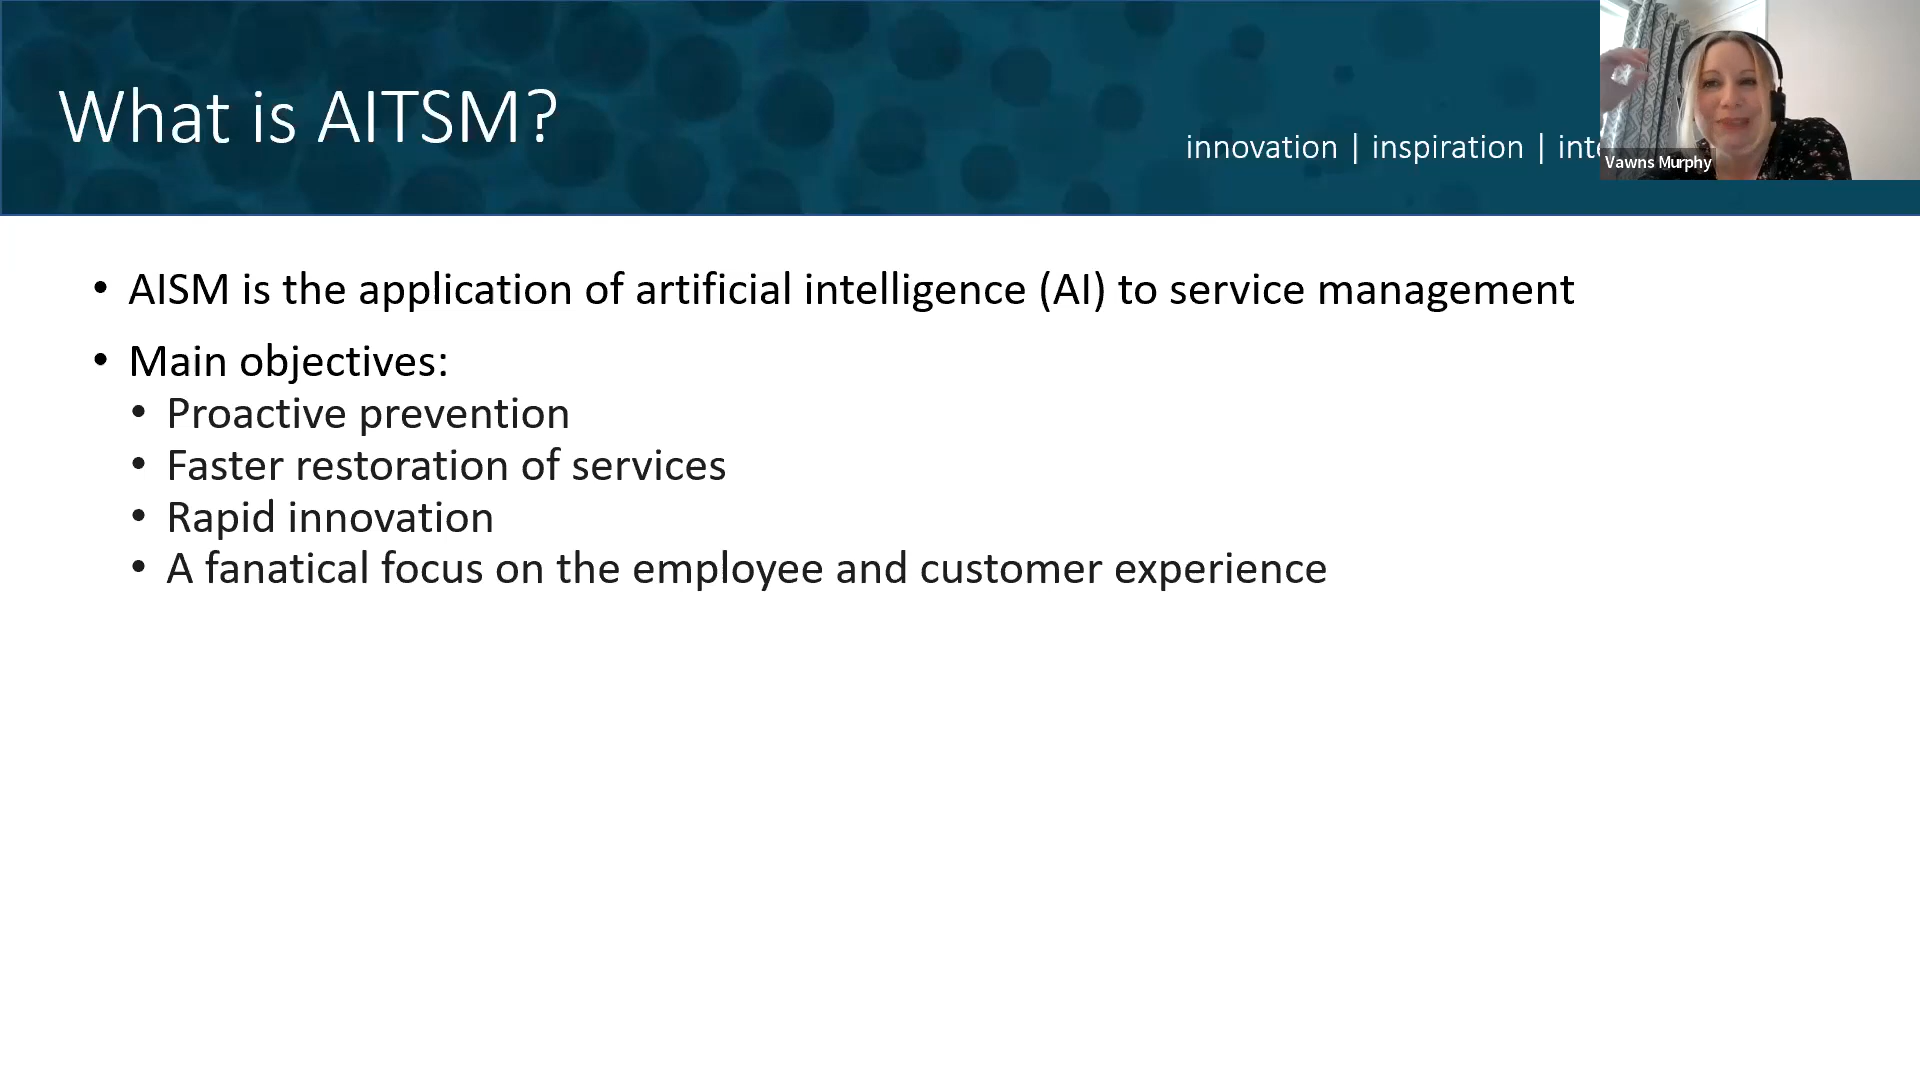 What is AITSM?
innovation | inspiration |
Vawns Murphy
• AISM is the application of artificial intelligence (AI) to service management
• Main objectives:
• Proactive prevention
• Faster restoration of services
• Rapid innovation
• A fanatical focus on the employee and customer experience